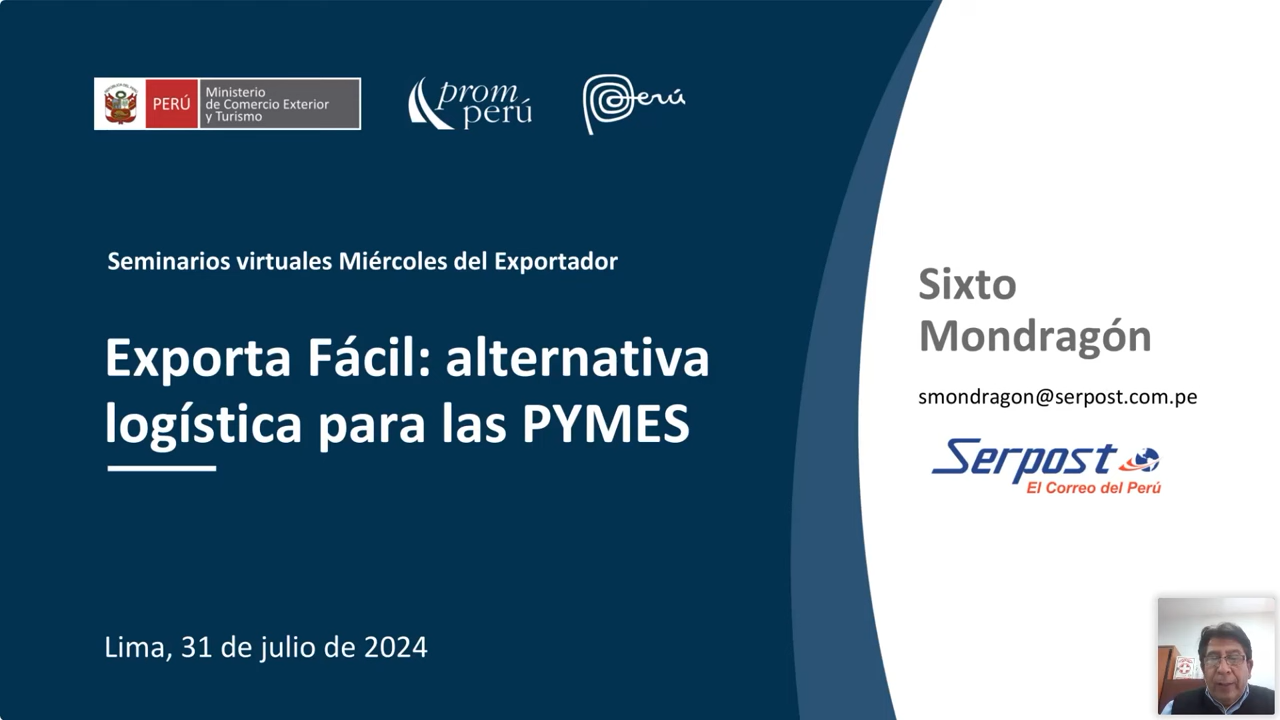 PERÚ
Ministerio
de Comercio Exterior
y Turismo
prom
perú
Perú
Seminarios virtuales Miércoles del Exportador
Exporta Fácil: alternativa
logística para las PYMES
Lima, 31 de julio de 2024
Sixto
Mondragón
smondragon@serpost.com.pe
Serpost
El Correo del Perú